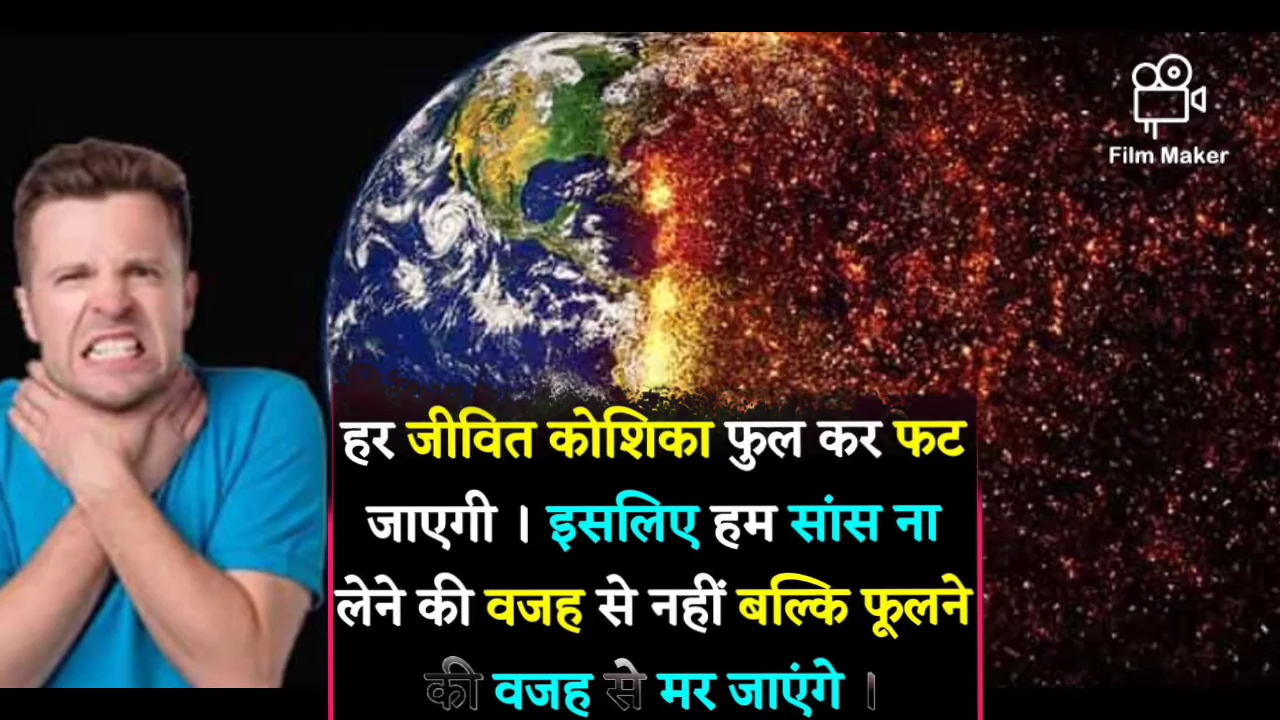 Film Maker
हर जीवित कोशिका फुल कर फट
जाएगी । इसलिए हम सांस ना
लेने की वजह से नहीं बल्कि फूलने
की वजह से मर जाएंगे ।